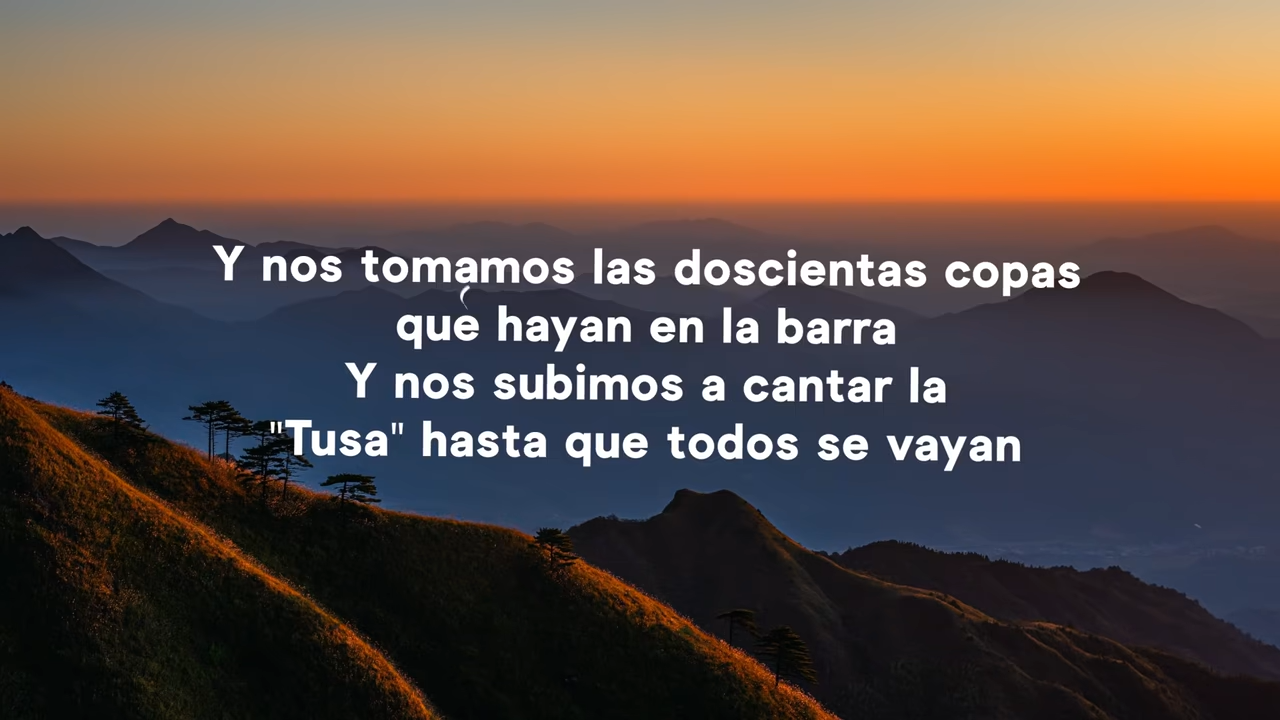 Y nos tomamos las doscientas copas
que hayan en la barra
Y nos subimos a cantar la
"Tusa" hasta que todos se vayan